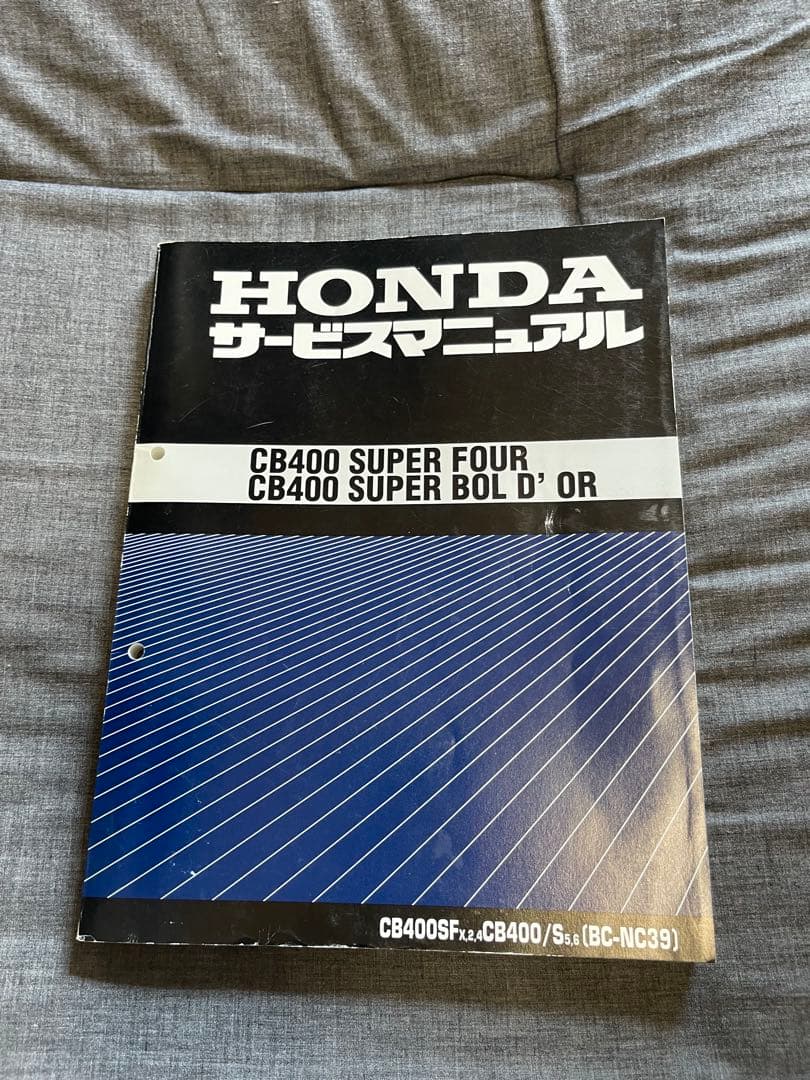 HONDA
サービスマニュアル
CB400 SUPER FOUR
CB400 SUPER BOL D' OR
CB400SFX,2,4CB400/S5,6(BC-NC39)